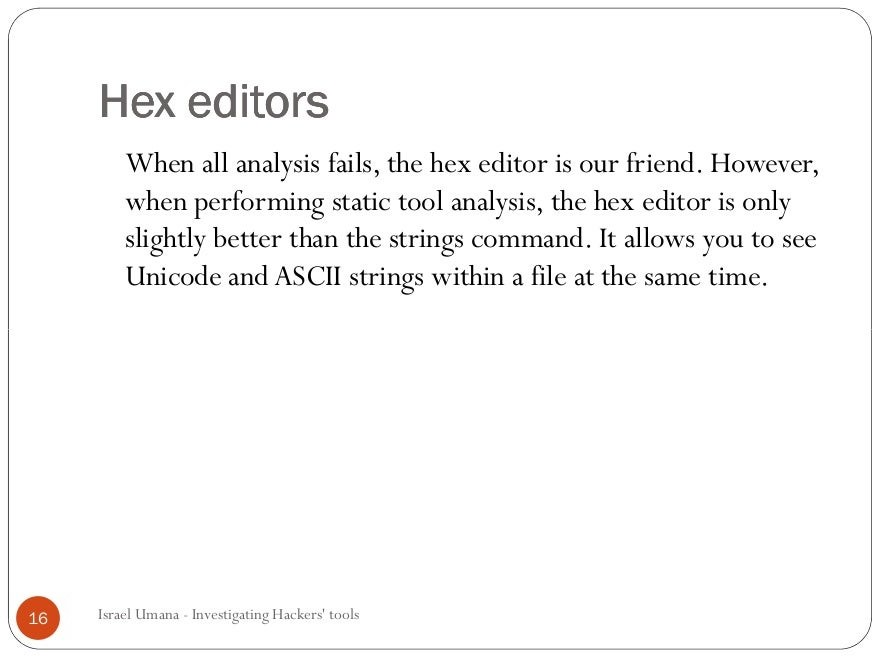 Hex editors
When all analysis fails, the hex editor is our friend. However,
when performing static tool analysis, the hex editor is only
slightly better than the strings command. It allows you to see
Unicode and ASCII strings within a file at the same time.
16
Israel Umana - Investigating Hackers' tools